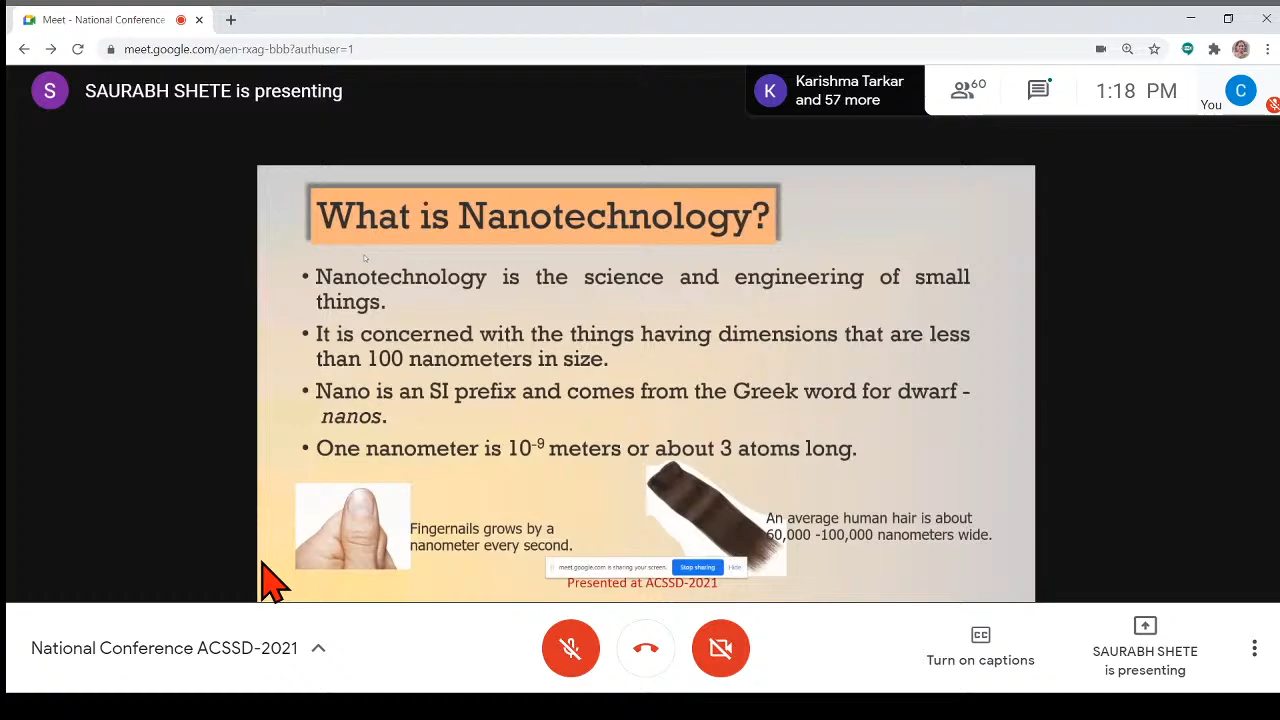 Meet - National Conference
meet.google.com/aen-rxag-bbb?authuser=1
S
SAURABH SHETE is presenting
K
Karishma Tarkar
and 57 more
60
1:18 PM
You
C
What is Nanotechnology?
• Nanotechnology is the science and engineering of small
things.
• It is concerned with the things having dimensions that are less
than 100 nanometers in size.
• Nano is an SI prefix and comes from the Greek word for dwarf -
nanos.
• One nanometer is 10⁻⁹ meters or about 3 atoms long.
Fingernails grows by a
nanometer every second.
An average human hair is about
60,000 -100,000 nanometers wide.
meet.google.com is sharing your screen.
Stop sharing
Hide
Presented at ACSSD-2021
National Conference ACSSD-2021
Turn on captions
SAURABH SHETE
is presenting